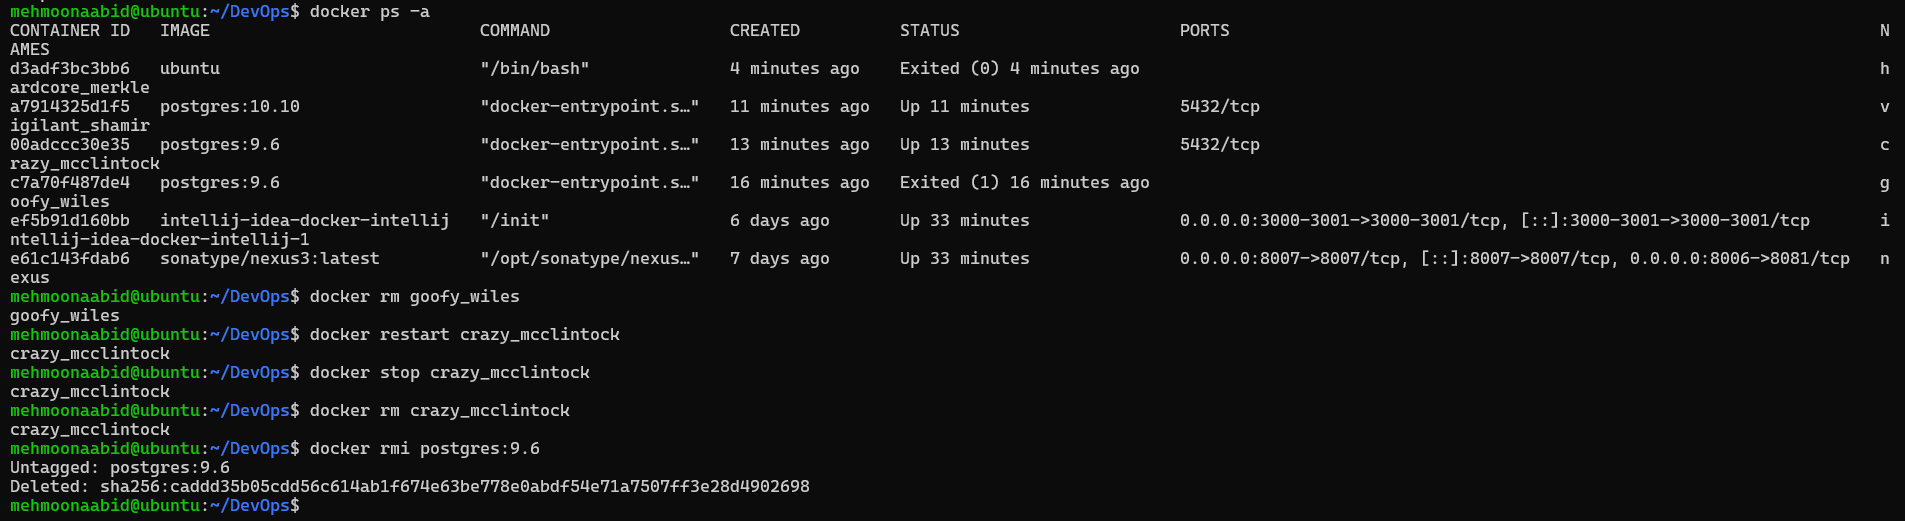 mehmoonaabid@ubuntu:~/DevOps$ docker ps -a
CONTAINER ID   IMAGE                           COMMAND                  CREATED          STATUS                      PORTS                                                                N
AMES
d3adf3bc3bb6   ubuntu                          "/bin/bash"              4 minutes ago    Exited (0) 4 minutes ago                                                                         h
ardcore_merkle
a7914325d1f5   postgres:10.10                  "docker-entrypoint.s…"   11 minutes ago   Up 11 minutes               5432/tcp                                                             v
igilant_shamir
00adccc30e35   postgres:9.6                    "docker-entrypoint.s…"   13 minutes ago   Up 13 minutes               5432/tcp                                                             c
razy_mcclintock
c7a70f487de4   postgres:9.6                    "docker-entrypoint.s…"   16 minutes ago   Exited (1) 16 minutes ago                                                                        g
oofy_wiles
ef5b91d160bb   intellij-idea-docker-intellij   "/init"                  6 days ago       Up 33 minutes               0.0.0.0:3000-3001->3000-3001/tcp, [::]:3000-3001->3000-3001/tcp       i
ntellij-idea-docker-intellij-1
e61c143fdab6   sonatype/nexus3:latest          "/opt/sonatype/nexus…"   7 days ago       Up 33 minutes               0.0.0.0:8007->8007/tcp, [::]:8007->8007/tcp, 0.0.0.0:8006->8081/tcp   n
exus
mehmoonaabid@ubuntu:~/DevOps$ docker rm goofy_wiles
goofy_wiles
mehmoonaabid@ubuntu:~/DevOps$ docker restart crazy_mcclintock
crazy_mcclintock
mehmoonaabid@ubuntu:~/DevOps$ docker stop crazy_mcclintock
crazy_mcclintock
mehmoonaabid@ubuntu:~/DevOps$ docker rm crazy_mcclintock
crazy_mcclintock
mehmoonaabid@ubuntu:~/DevOps$ docker rmi postgres:9.6
Untagged: postgres:9.6
Deleted: sha256:caddd35b05cdd56c614ab1f674e63be778e0abdf54e71a7507ff3e28d4902698
mehmoonaabid@ubuntu:~/DevOps$